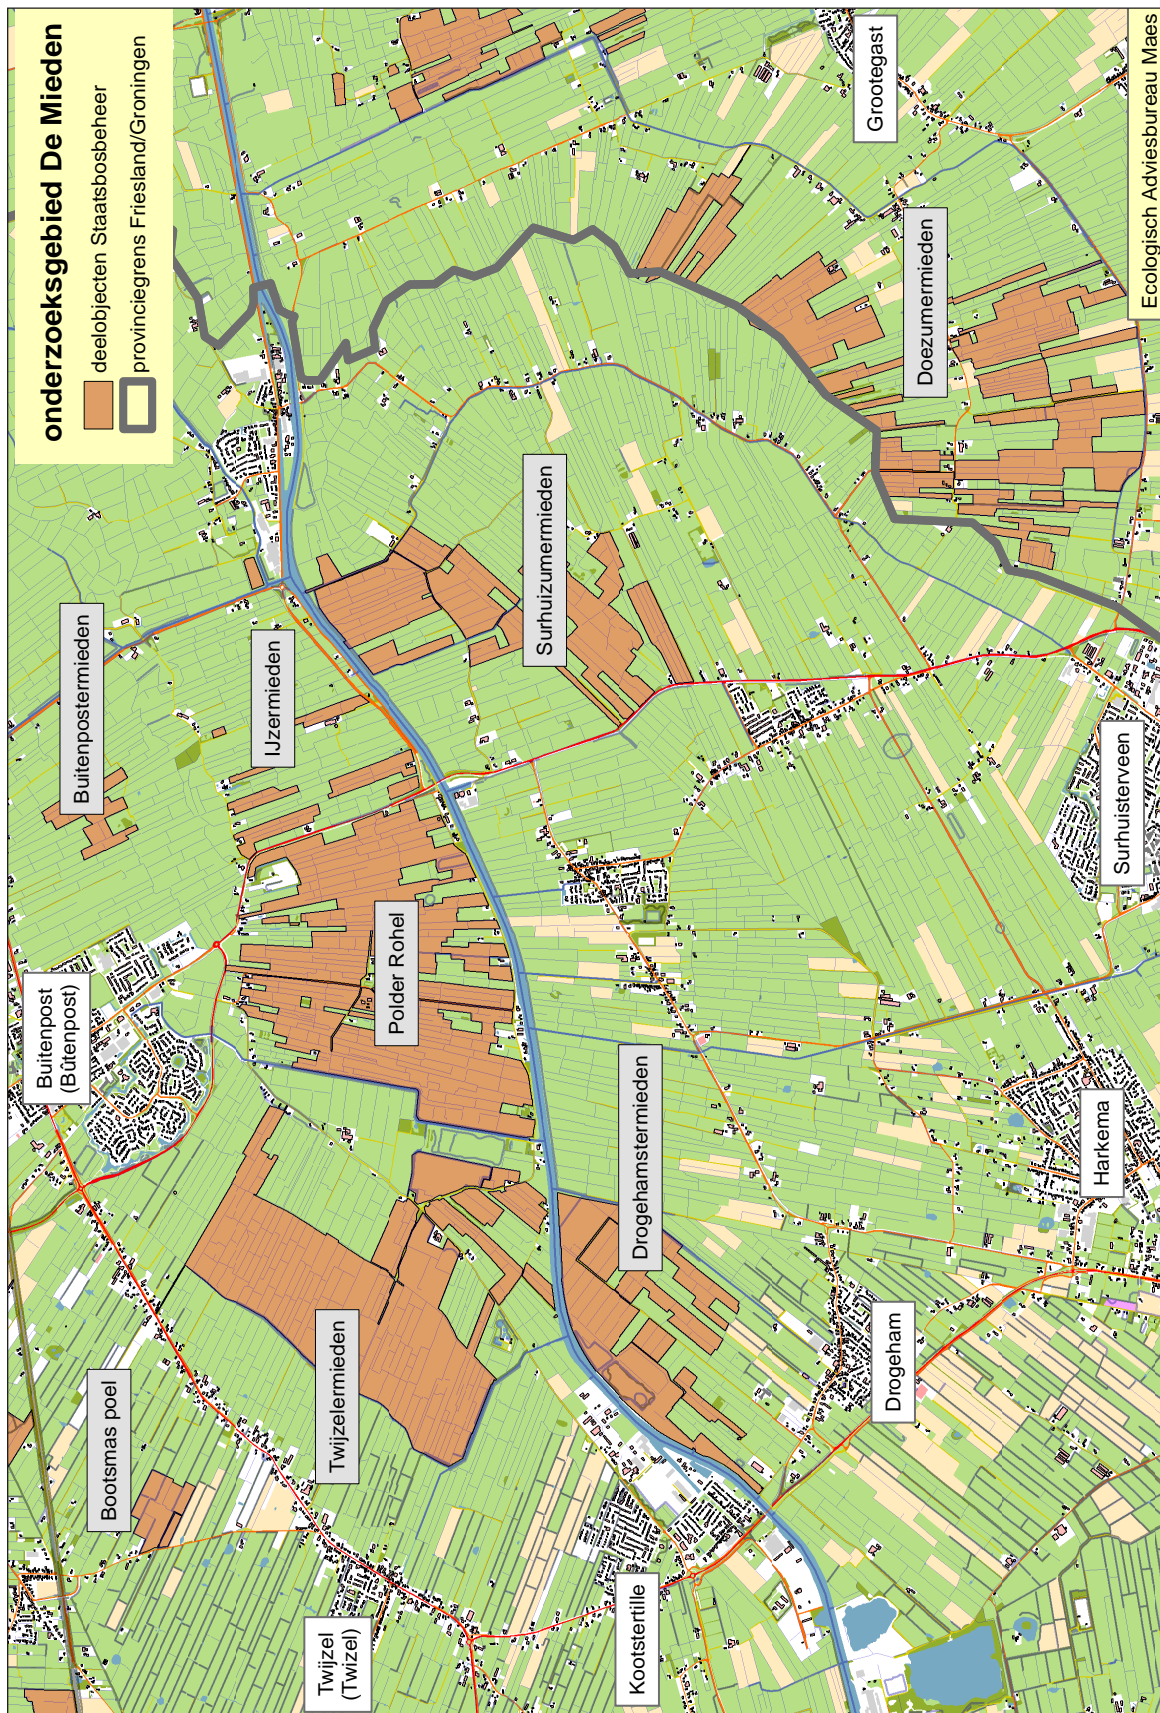 onderzoeksgebied De Mieden
deelobjecten Staatsbosbeheer
provinciegrens Friesland/Groningen
Buitenpostermieden
Buitenpost
(Bûtenpost)
Bootsmas poel
IJzermieden
Polder Rohel
Twijzelermieden
Twijzel
(Twizel)
Surhuizumermieden
Drogehamstermieden
Kootstertille
Grootegast
Doezumermieden
Drogeham
Surhuisterveen
Harkema
Ecologisch Adviesbureau Maes